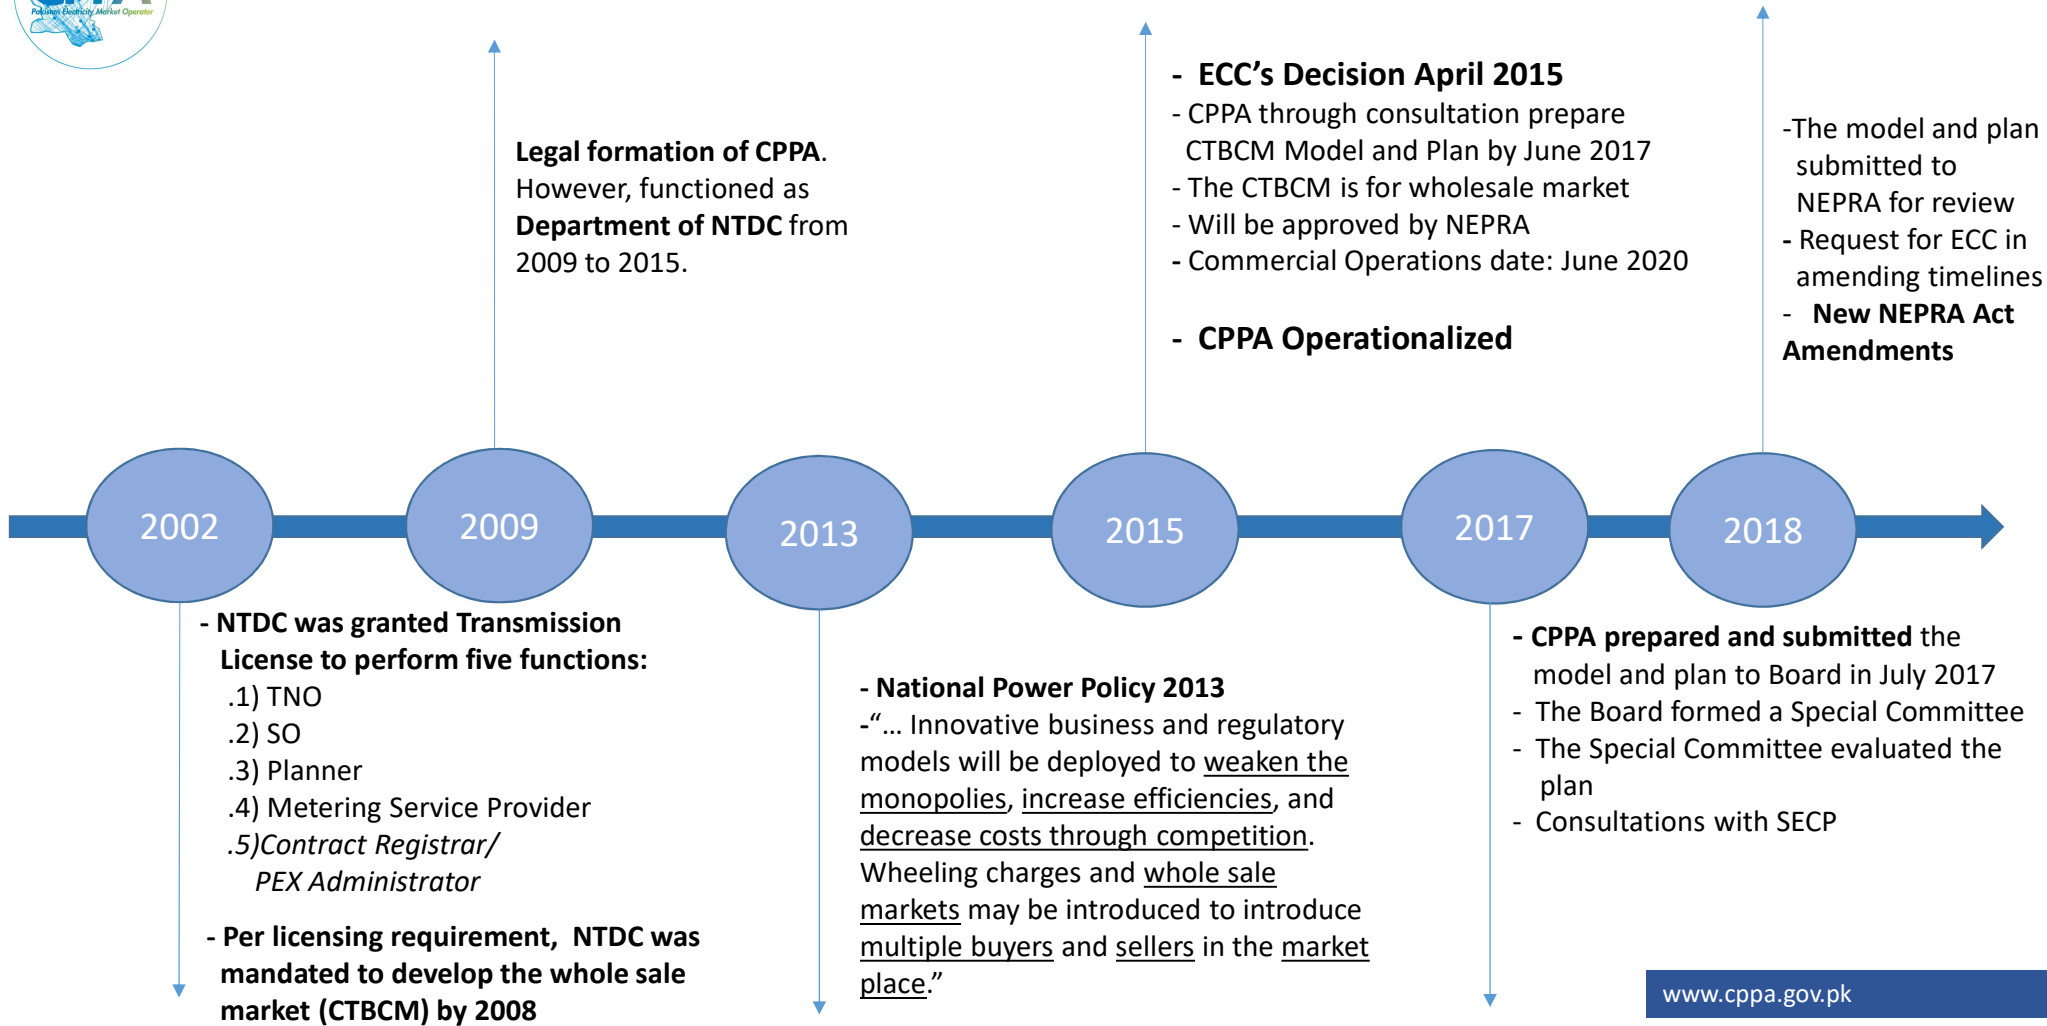 Pakistan Electricity Market Operator
Legal formation of CPPA.
However, functioned as
Department of NTDC from
2009 to 2015.
- ECC’s Decision April 2015
- CPPA through consultation prepare
CTBCM Model and Plan by June 2017
- The CTBCM is for wholesale market
- Will be approved by NEPRA
- Commercial Operations date: June 2020
- CPPA Operationalized
-The model and plan
submitted to
NEPRA for review
- Request for ECC in
amending timelines
- New NEPRA Act
Amendments
2002
2009
2013
2015
2017
2018
- NTDC was granted Transmission
License to perform five functions:
.1) TNO
.2) SO
.3) Planner
.4) Metering Service Provider
.5)Contract Registrar/
PEX Administrator
- Per licensing requirement, NTDC was
mandated to develop the whole sale
market (CTBCM) by 2008
- National Power Policy 2013
-“… Innovative business and regulatory
models will be deployed to weaken the
monopolies, increase efficiencies, and
decrease costs through competition.
Wheeling charges and whole sale
markets may be introduced to introduce
multiple buyers and sellers in the market
place.”
- CPPA prepared and submitted the
model and plan to Board in July 2017
- The Board formed a Special Committee
- The Special Committee evaluated the
plan
- Consultations with SECP
www.cppa.gov.pk